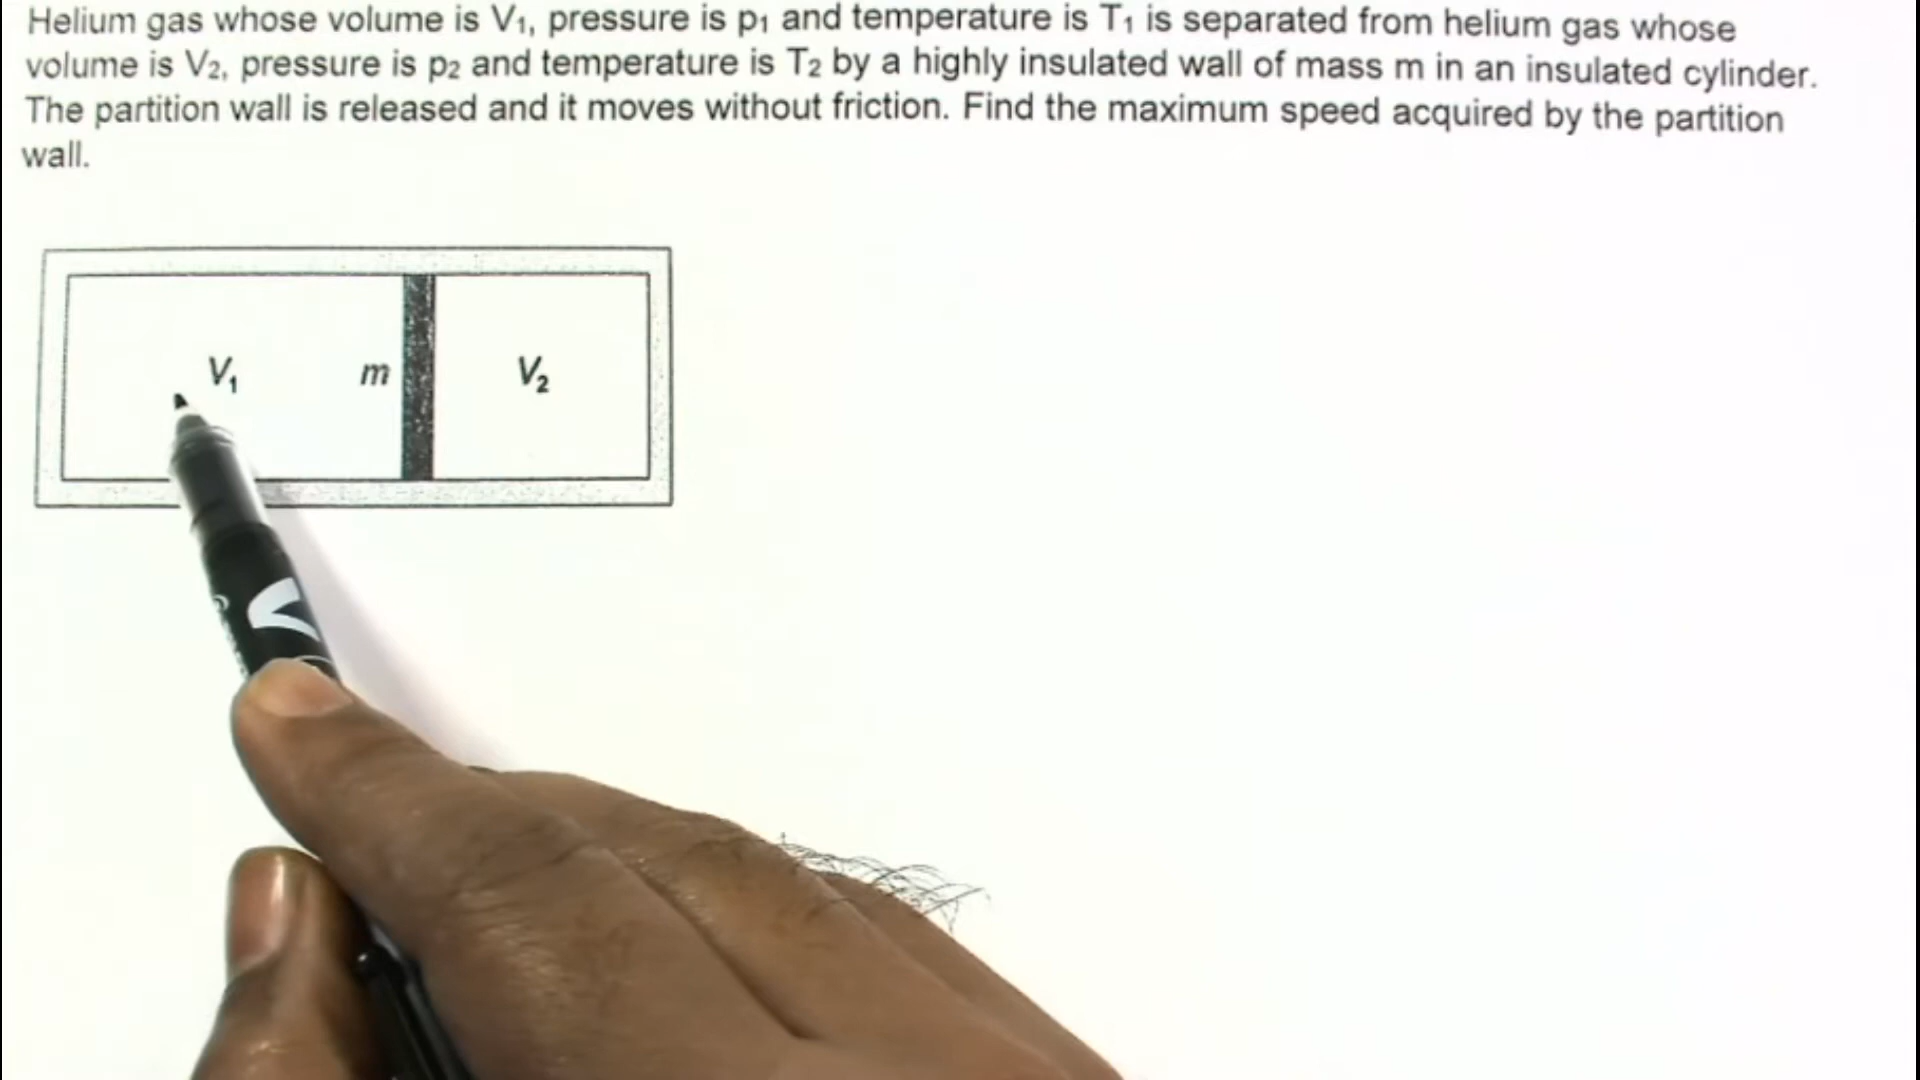 Helium gas whose volume is V₁, pressure is p₁ and temperature is T₁ is separated from helium gas whose
volume is V₂, pressure is p₂ and temperature is T₂ by a highly insulated wall of mass m in an insulated cylinder.
The partition wall is released and it moves without friction. Find the maximum speed acquired by the partition
wall.
V₁ m V₂